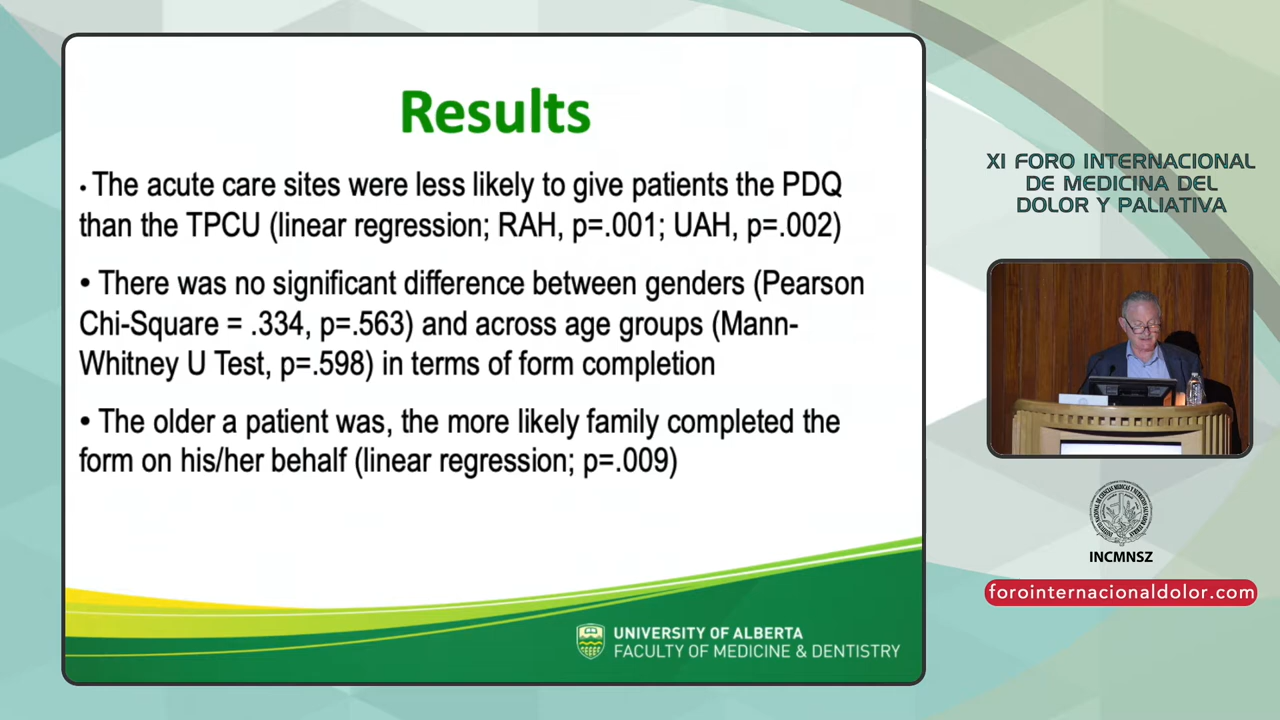 Results
• The acute care sites were less likely to give patients the PDQ
than the TPCU (linear regression; RAH, p=.001; UAH, p=.002)
• There was no significant difference between genders (Pearson
Chi-Square = .334, p=.563) and across age groups (Mann-
Whitney U Test, p=.598) in terms of form completion
• The older a patient was, the more likely family completed the
form on his/her behalf (linear regression; p=.009)
UNIVERSITY OF ALBERTA
FACULTY OF MEDICINE & DENTISTRY
XI FORO INTERNACIONAL
DE MEDICINA DEL
DOLOR Y PALIATIVA
INCMNSZ
forointernacionaldolor.com